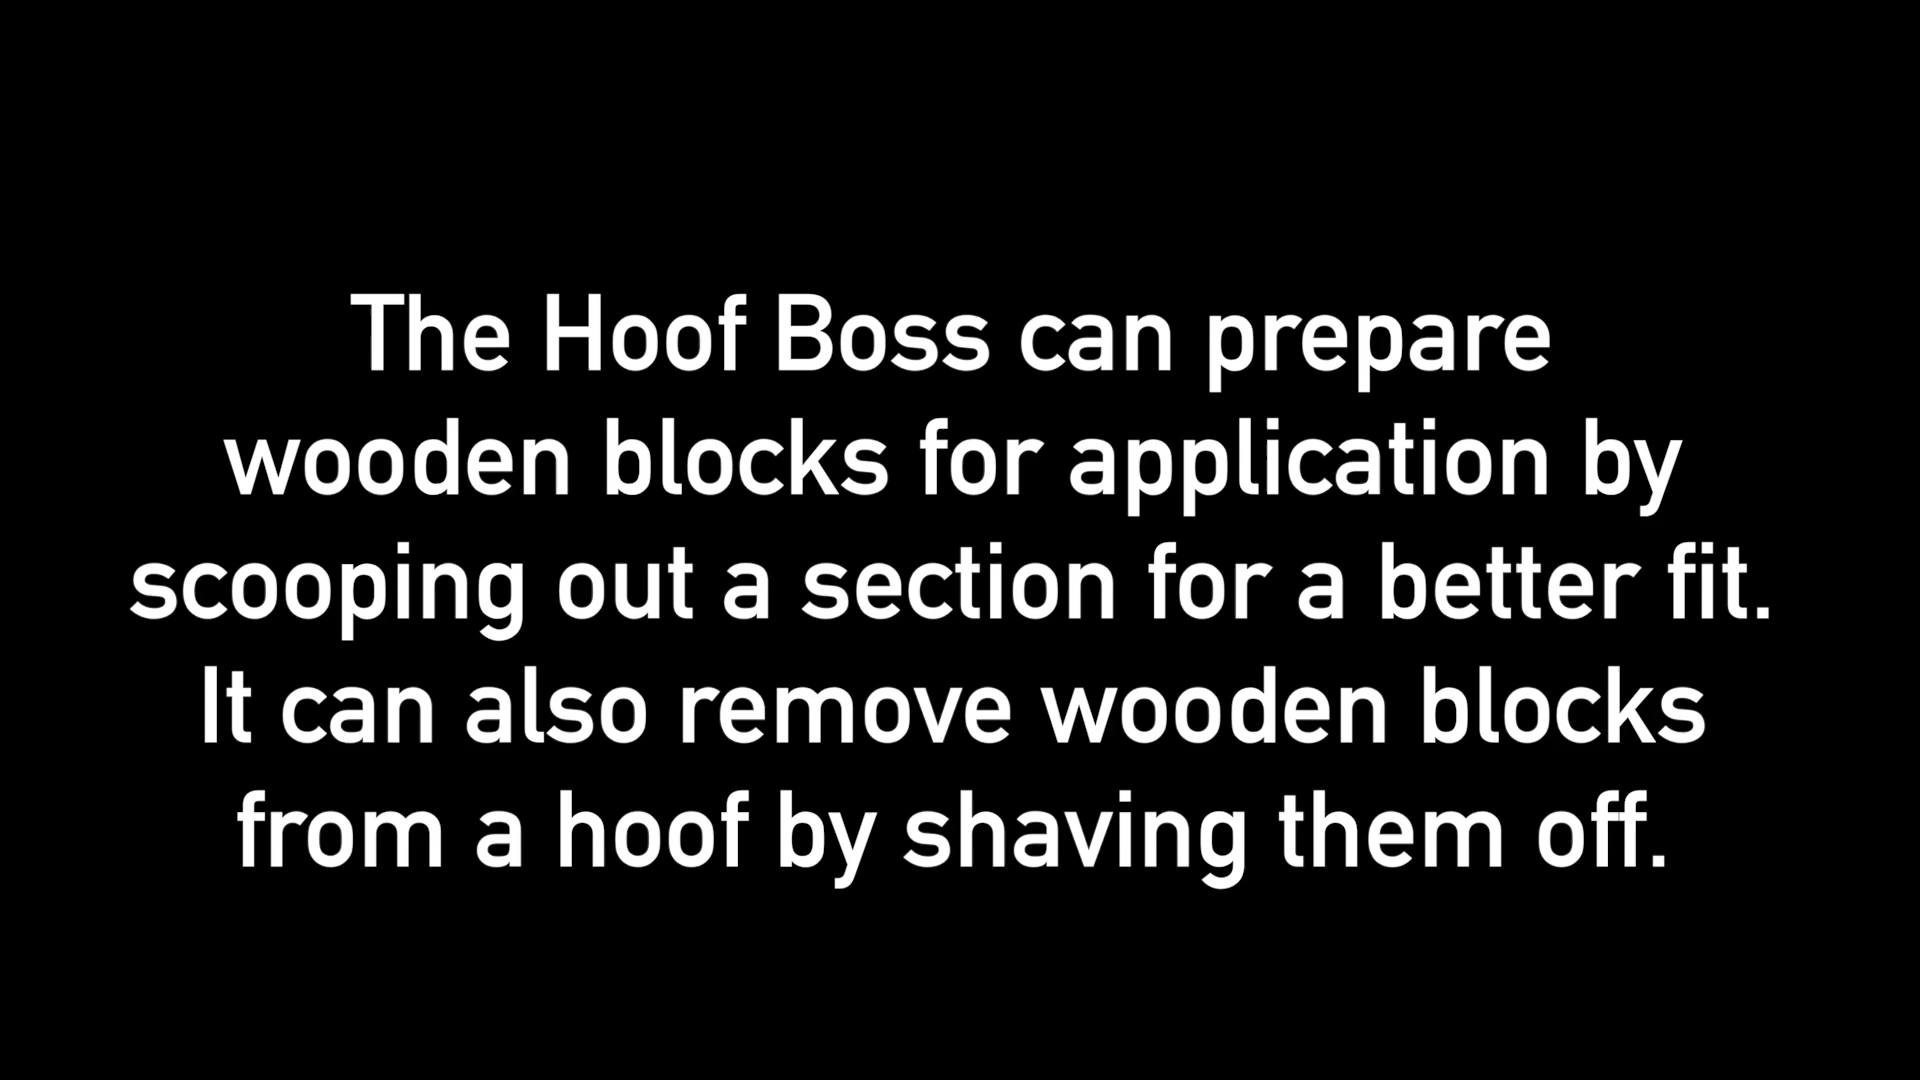 The Hoof Boss can prepare
wooden blocks for application by
scooping out a section for a better fit.
It can also remove wooden blocks
from a hoof by shaving them off.